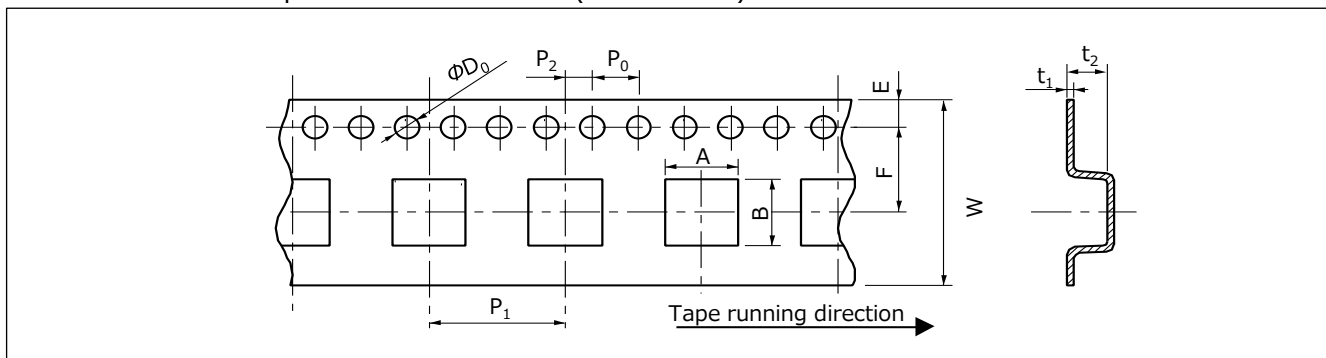 ΦD₀
P₂
P₀
E
t₁
t₂
A
F
B
W
P₁
Tape running direction